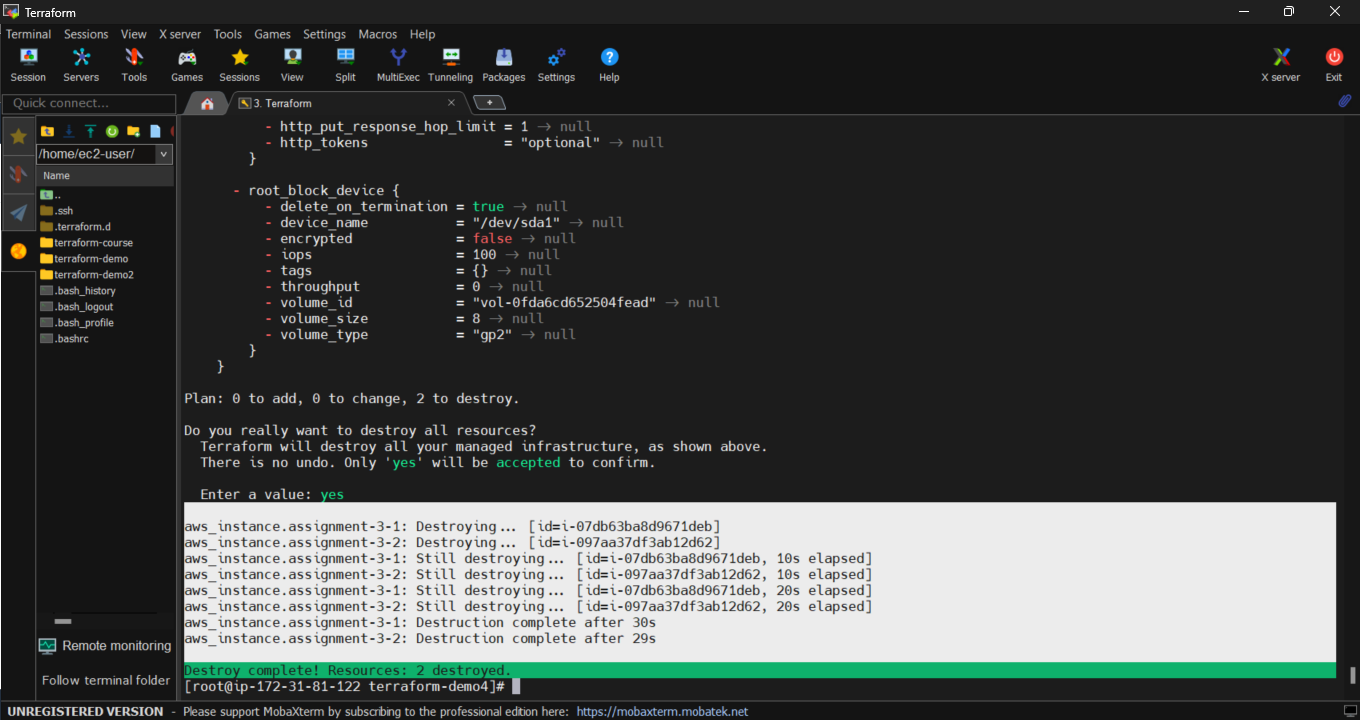 Terraform
Terminal Sessions View X server Tools Games Settings Macros Help
Session Servers Tools Games Sessions View Split MultiExec Tunneling Packages Settings Help X server Exit
Quick connect...
3. Terraform
/home/ec2-user/
Name
..
.ssh
.terraform.d
terraform-course
terraform-demo
terraform-demo2
.bash_history
.bash_logout
.bash_profile
.bashrc
Remote monitoring
Follow terminal folder
- http_put_response_hop_limit = 1 → null
- http_tokens = "optional" → null
}
- root_block_device {
- delete_on_termination = true → null
- device_name = "/dev/sda1" → null
- encrypted = false → null
- iops = 100 → null
- tags = {} → null
- throughput = 0 → null
- volume_id = "vol-0fda6cd652504fead" → null
- volume_size = 8 → null
- volume_type = "gp2" → null
}
}
Plan: 0 to add, 0 to change, 2 to destroy.
Do you really want to destroy all resources?
Terraform will destroy all your managed infrastructure, as shown above.
There is no undo. Only 'yes' will be accepted to confirm.
Enter a value: yes
aws_instance.assignment-3-1: Destroying... [id=i-07db63ba8d9671deb]
aws_instance.assignment-3-2: Destroying... [id=i-097aa37df3ab12d62]
aws_instance.assignment-3-1: Still destroying... [id=i-07db63ba8d9671deb, 10s elapsed]
aws_instance.assignment-3-2: Still destroying... [id=i-097aa37df3ab12d62, 10s elapsed]
aws_instance.assignment-3-1: Still destroying... [id=i-07db63ba8d9671deb, 20s elapsed]
aws_instance.assignment-3-2: Still destroying... [id=i-097aa37df3ab12d62, 20s elapsed]
aws_instance.assignment-3-1: Destruction complete after 30s
aws_instance.assignment-3-2: Destruction complete after 29s
Destroy complete! Resources: 2 destroyed.
[root@ip-172-31-81-122 terraform-demo4]#
UNREGISTERED VERSION - Please support MobaXterm by subscribing to the professional edition here: https://mobaxterm.mobatek.net